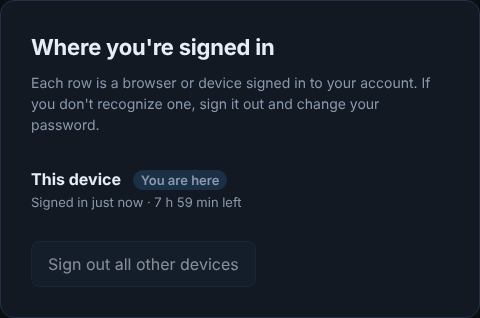 Where you're signed in
Each row is a browser or device signed in to your account. If
you don't recognize one, sign it out and change your
password.
This device You are here
Signed in just now · 7 h 59 min left
Sign out all other devices